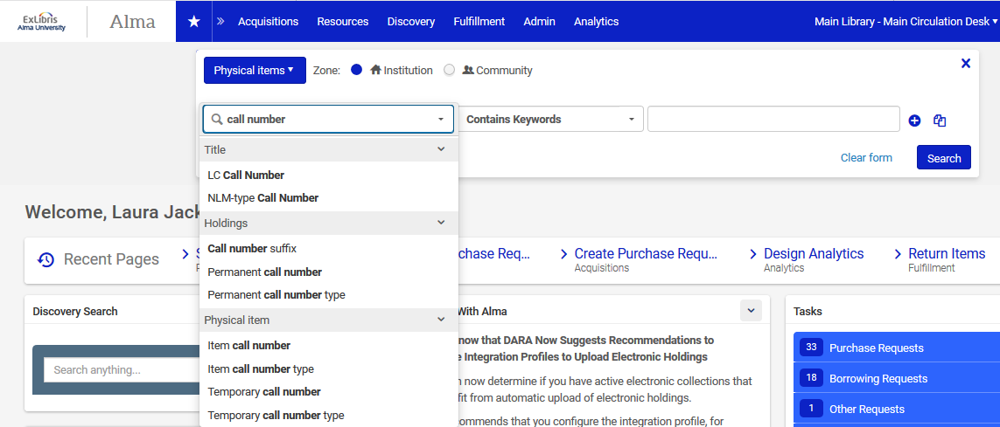 ExLibris
Alma University
Alma
Acquisitions
Resources
Discovery
Fulfillment
Admin
Analytics
Main Library - Main Circulation Desk
Physical items
Zone:
Institution
Community
call number
Contains Keywords
Title
LC Call Number
NLM-type Call Number
Holdings
Call number suffix
Permanent call number
Permanent call number type
Physical item
Item call number
Item call number type
Temporary call number
Temporary call number type
Clear form
Search
Welcome, Laura
Recent Pages
Create Purchase Requ...
Acquisitions
Design Analytics
Analytics
Return Items
Fulfillment
Discovery Search
Search anything...
With Alma
now that DARA Now Suggests Recommendations to
Integration Profiles to Upload Electronic Holdings
now determine if you have active electronic collections that
from automatic upload of electronic holdings.
that you configure the integration profile, for
Tasks
33 Purchase Requests
18 Borrowing Requests
1 Other Requests